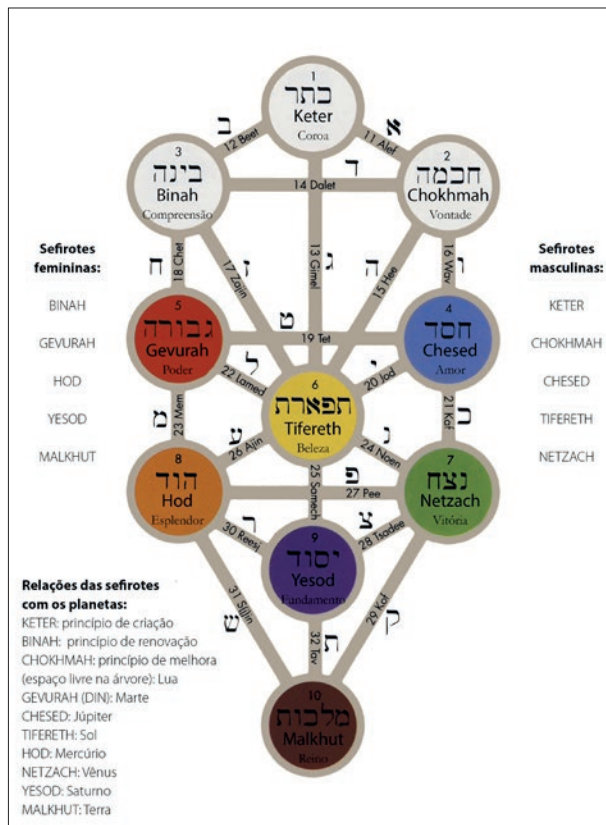 1
כתר
Keter
Coroa
ב
12 Beet
א
11 Alef
3
בינה
Binah
Compreensão
ד
14 Dalet
2
חכמה
Chokhmah
Vontade
Sefirotes
femininas:
BINAH
GEVURAH
HOD
YESOD
MALKHUT
ח
18 Chet
ז
17 Zajin
ג
13 Gimel
ה
15 Hee
ו
16 Wav
Sefirotes
masculinas:
KETER
CHOKHMAH
CHESED
TIFERETH
NETZACH
5
גבורה
Gevurah
Poder
ט
19 Tet
4
חסד
Chesed
Amor
ל
22 Lamed
י
20 Jod
מ
23 Mem
6
תפארת
Tifereth
Beleza
כ
21 Kaf
ע
26 Ajin
נ
24 Noen
8
הוד
Hod
Esplendor
25 Samech
פ
27 Pee
7
נצח
Netzach
Vitória
ר
30 Reesj
צ
28 Tsadee
9
יסוד
Yesod
Fundamento
ש
31 Sjijin
ת
32 Tav
ק
29 Kof
10
מלכות
Malkhut
Reino
Relações das sefirotes
com os planetas:
KETER: princípio de criação
BINAH: princípio de renovação
CHOKHMAH: princípio de melhora
(espaço livre na árvore): Lua
GEVURAH (DIN): Marte
CHESED: Júpiter
TIFERETH: Sol
HOD: Mercúrio
NETZACH: Vênus
YESOD: Saturno
MALKHUT: Terra